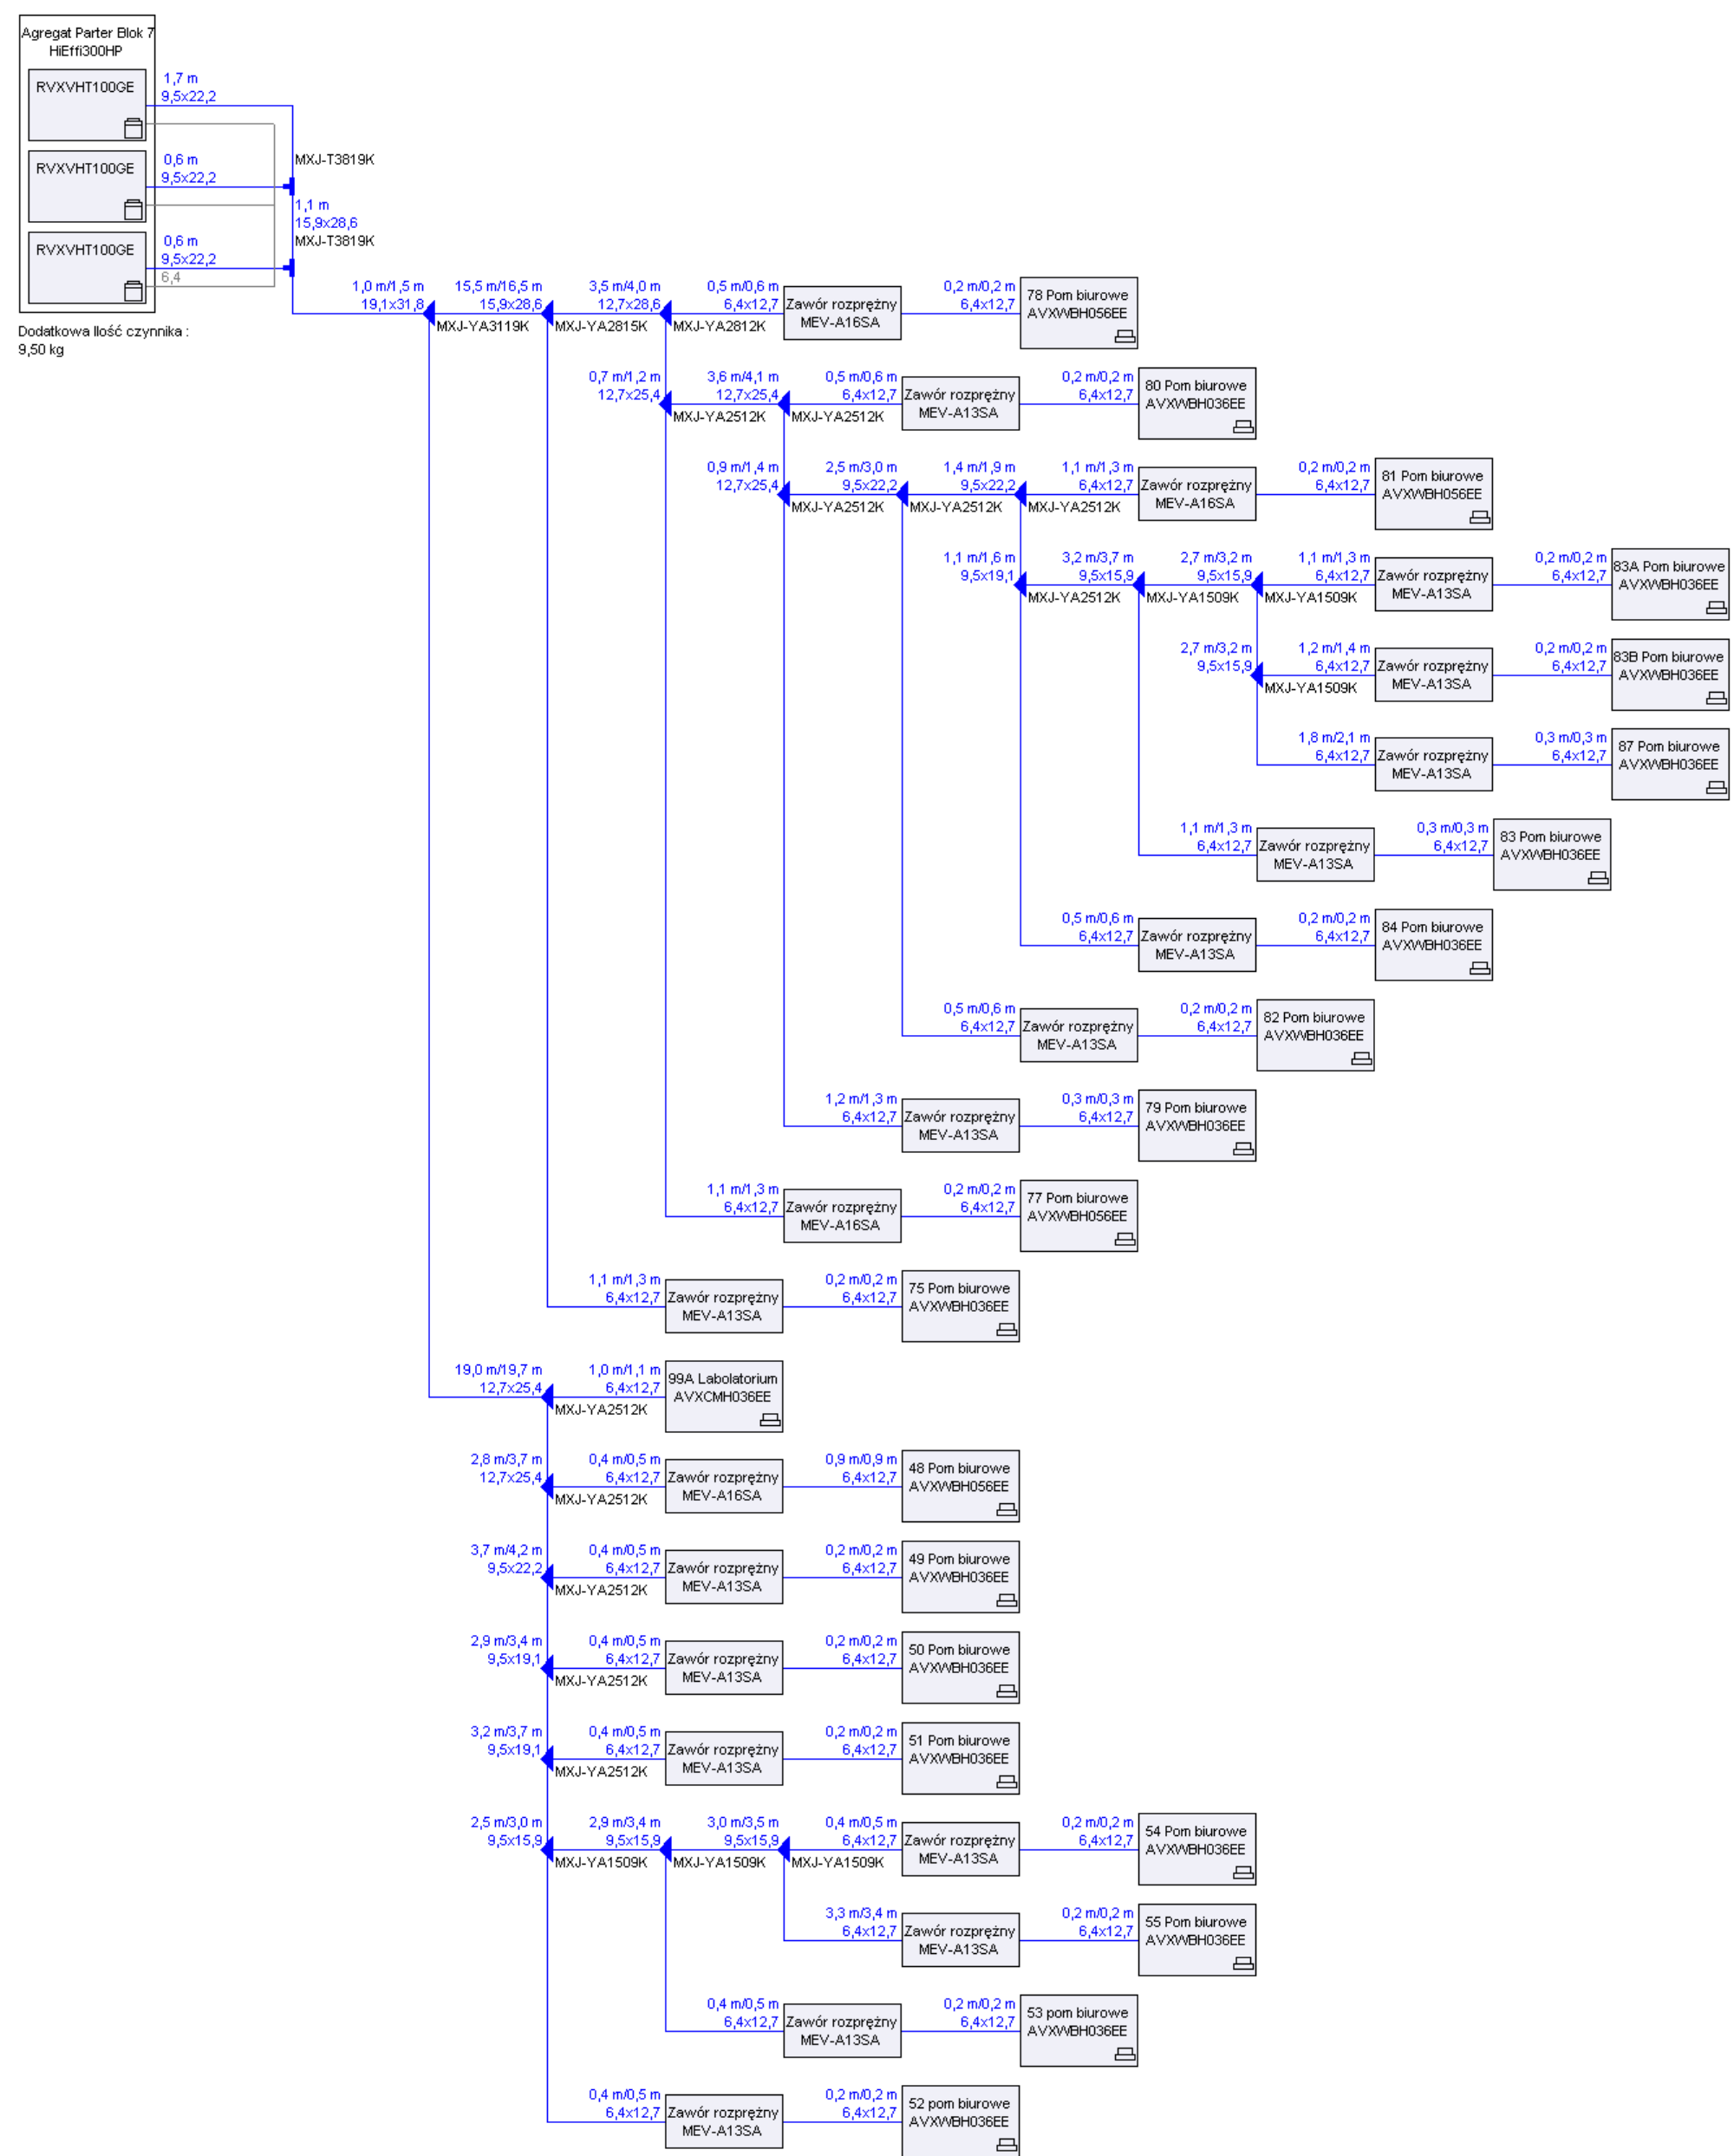 Agregat Parter Blok 7
HiEffi300HP
RVXVHT100GE
1,7 m
9,5x22,2
MXJ-T3819K
RVXVHT100GE
0,6 m
9,5x22,2
1,1 m
15,9x28,6
MXJ-T3819K
RVXVHT100GE
0,6 m
9,5x22,2
6,4
Dodatkowa Ilość czynnika :
9,50 kg
1,0 m/1,5 m
19,1x31,8
MXJ-YA3119K
15,5 m/16,5 m
15,9x28,6
MXJ-YA2815K
3,5 m/4,0 m
12,7x28,6
MXJ-YA2812K
0,5 m/0,6 m
6,4x12,7
Zawór rozprężny
MEV-A16SA
0,2 m/0,2 m
6,4x12,7
78 Pom biurowe
AVXWBH056EE
0,7 m/1,2 m
12,7x25,4
MXJ-YA2512K
3,6 m/4,1 m
12,7x25,4
MXJ-YA2512K
0,5 m/0,6 m
6,4x12,7
Zawór rozprężny
MEV-A13SA
0,2 m/0,2 m
6,4x12,7
80 Pom biurowe
AVXWBH036EE
0,9 m/1,4 m
12,7x25,4
MXJ-YA2512K
2,5 m/3,0 m
9,5x22,2
MXJ-YA2512K
1,4 m/1,9 m
9,5x22,2
MXJ-YA2512K
1,1 m/1,3 m
6,4x12,7
Zawór rozprężny
MEV-A16SA
0,2 m/0,2 m
6,4x12,7
81 Pom biurowe
AVXWBH056EE
1,1 m/1,6 m
9,5x19,1
MXJ-YA2512K
3,2 m/3,7 m
9,5x15,9
MXJ-YA1509K
2,7 m/3,2 m
9,5x15,9
MXJ-YA1509K
1,1 m/1,3 m
6,4x12,7
Zawór rozprężny
MEV-A13SA
0,2 m/0,2 m
6,4x12,7
83A Pom biurowe
AVXWBH036EE
2,7 m/3,2 m
9,5x15,9
MXJ-YA1509K
1,2 m/1,4 m
6,4x12,7
Zawór rozprężny
MEV-A13SA
0,2 m/0,2 m
6,4x12,7
83B Pom biurowe
AVXWBH036EE
1,8 m/2,1 m
6,4x12,7
Zawór rozprężny
MEV-A13SA
0,3 m/0,3 m
6,4x12,7
87 Pom biurowe
AVXWBH036EE
1,1 m/1,3 m
6,4x12,7
Zawór rozprężny
MEV-A13SA
0,3 m/0,3 m
6,4x12,7
83 Pom biurowe
AVXWBH036EE
0,5 m/0,6 m
6,4x12,7
Zawór rozprężny
MEV-A13SA
0,2 m/0,2 m
6,4x12,7
84 Pom biurowe
AVXWBH036EE
0,5 m/0,6 m
6,4x12,7
Zawór rozprężny
MEV-A13SA
0,2 m/0,2 m
6,4x12,7
82 Pom biurowe
AVXWBH036EE
1,2 m/1,3 m
6,4x12,7
Zawór rozprężny
MEV-A13SA
0,3 m/0,3 m
6,4x12,7
79 Pom biurowe
AVXWBH036EE
1,1 m/1,3 m
6,4x12,7
Zawór rozprężny
MEV-A16SA
0,2 m/0,2 m
6,4x12,7
77 Pom biurowe
AVXWBH056EE
1,1 m/1,3 m
6,4x12,7
Zawór rozprężny
MEV-A13SA
0,2 m/0,2 m
6,4x12,7
75 Pom biurowe
AVXWBH036EE
19,0 m/19,7 m
12,7x25,4
MXJ-YA2512K
1,0 m/1,1 m
6,4x12,7
99A Labolatorium
AVXCMH036EE
2,8 m/3,7 m
12,7x25,4
MXJ-YA2512K
0,4 m/0,5 m
6,4x12,7
Zawór rozprężny
MEV-A16SA
0,9 m/0,9 m
6,4x12,7
48 Pom biurowe
AVXWBH056EE
3,7 m/4,2 m
9,5x22,2
MXJ-YA2512K
0,4 m/0,5 m
6,4x12,7
Zawór rozprężny
MEV-A13SA
0,2 m/0,2 m
6,4x12,7
49 Pom biurowe
AVXWBH036EE
2,9 m/3,4 m
9,5x19,1
MXJ-YA2512K
0,4 m/0,5 m
6,4x12,7
Zawór rozprężny
MEV-A13SA
0,2 m/0,2 m
6,4x12,7
50 Pom biurowe
AVXWBH036EE
3,2 m/3,7 m
9,5x19,1
MXJ-YA2512K
0,4 m/0,5 m
6,4x12,7
Zawór rozprężny
MEV-A13SA
0,2 m/0,2 m
6,4x12,7
51 Pom biurowe
AVXWBH036EE
2,5 m/3,0 m
9,5x15,9
MXJ-YA1509K
2,9 m/3,4 m
9,5x15,9
MXJ-YA1509K
3,0 m/3,5 m
9,5x15,9
MXJ-YA1509K
0,4 m/0,5 m
6,4x12,7
Zawór rozprężny
MEV-A13SA
0,2 m/0,2 m
6,4x12,7
54 Pom biurowe
AVXWBH036EE
3,3 m/3,4 m
6,4x12,7
Zawór rozprężny
MEV-A13SA
0,2 m/0,2 m
6,4x12,7
55 Pom biurowe
AVXWBH036EE
0,4 m/0,5 m
6,4x12,7
Zawór rozprężny
MEV-A13SA
0,2 m/0,2 m
6,4x12,7
53 pom biurowe
AVXWBH036EE
0,4 m/0,5 m
6,4x12,7
Zawór rozprężny
MEV-A13SA
0,2 m/0,2 m
6,4x12,7
52 pom biurowe
AVXWBH036EE